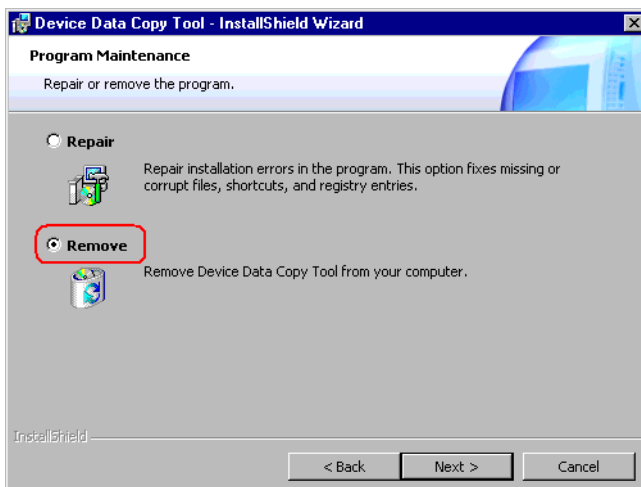 Device Data Copy Tool - InstallShield Wizard
Program Maintenance
Repair or remove the program.
Repair
Repair installation errors in the program. This option fixes missing or
corrupt files, shortcuts, and registry entries.
Remove
Remove Device Data Copy Tool from your computer.
InstallShield
< Back Next > Cancel